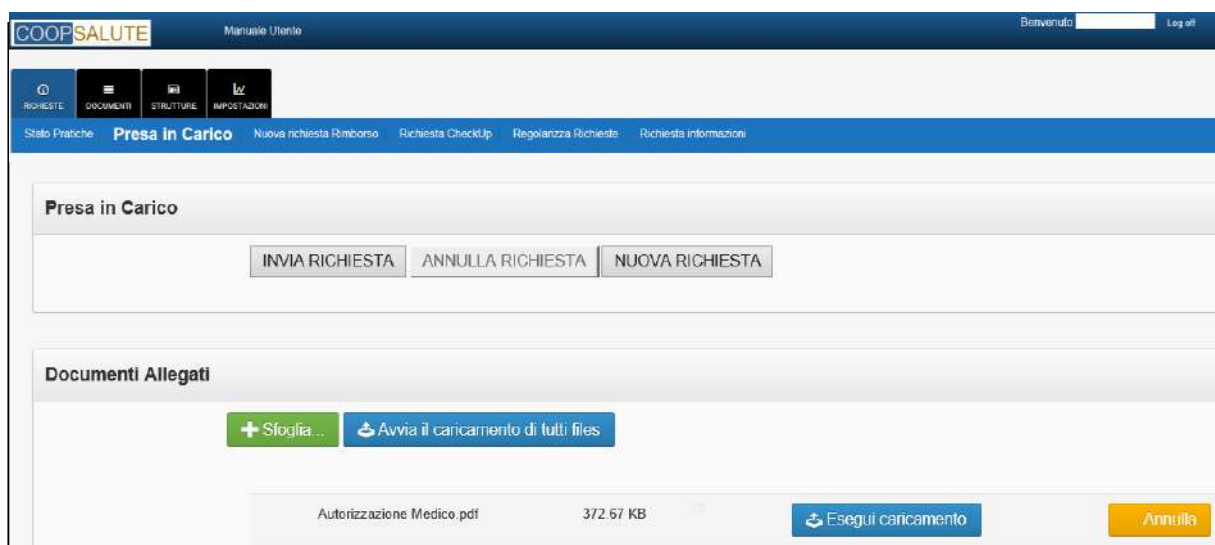 COOPSALUTE Manuale Utente Benvenuto Log off
RICHIESTE DOCUMENTI STRUTTURE IMPOSTAZIONI
Stato Pratiche Presa in Carico Nuova richiesta Rimborso Richiesta CheckUp Regolarizza Richieste Richiesta informazioni
Presa in Carico
INVIA RICHIESTA ANNULLA RICHIESTA NUOVA RICHIESTA
Documenti Allegati
Sfoglia... Avvia il caricamento di tutti files
Autorizzazione Medico.pdf 372.67 KB Esegui caricamento Annulla